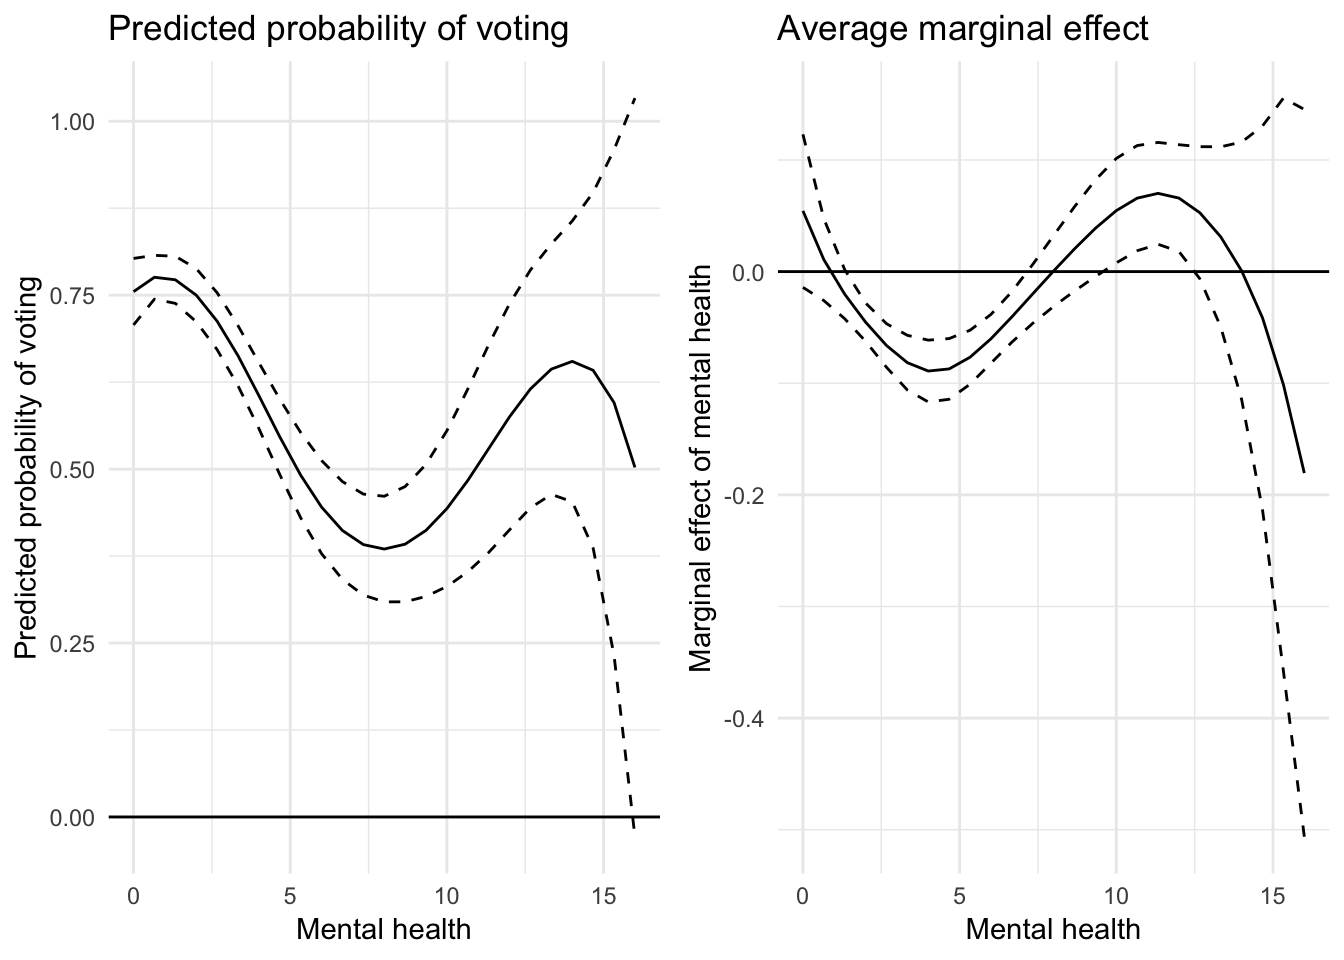 Predicted probability of voting
Predicted probability of voting
1.00
0.75
0.50
0.25
0.00
0 5 10 15
Mental health
Average marginal effect
Marginal effect of mental health
0.0
-0.2
-0.4
0 5 10 15
Mental health